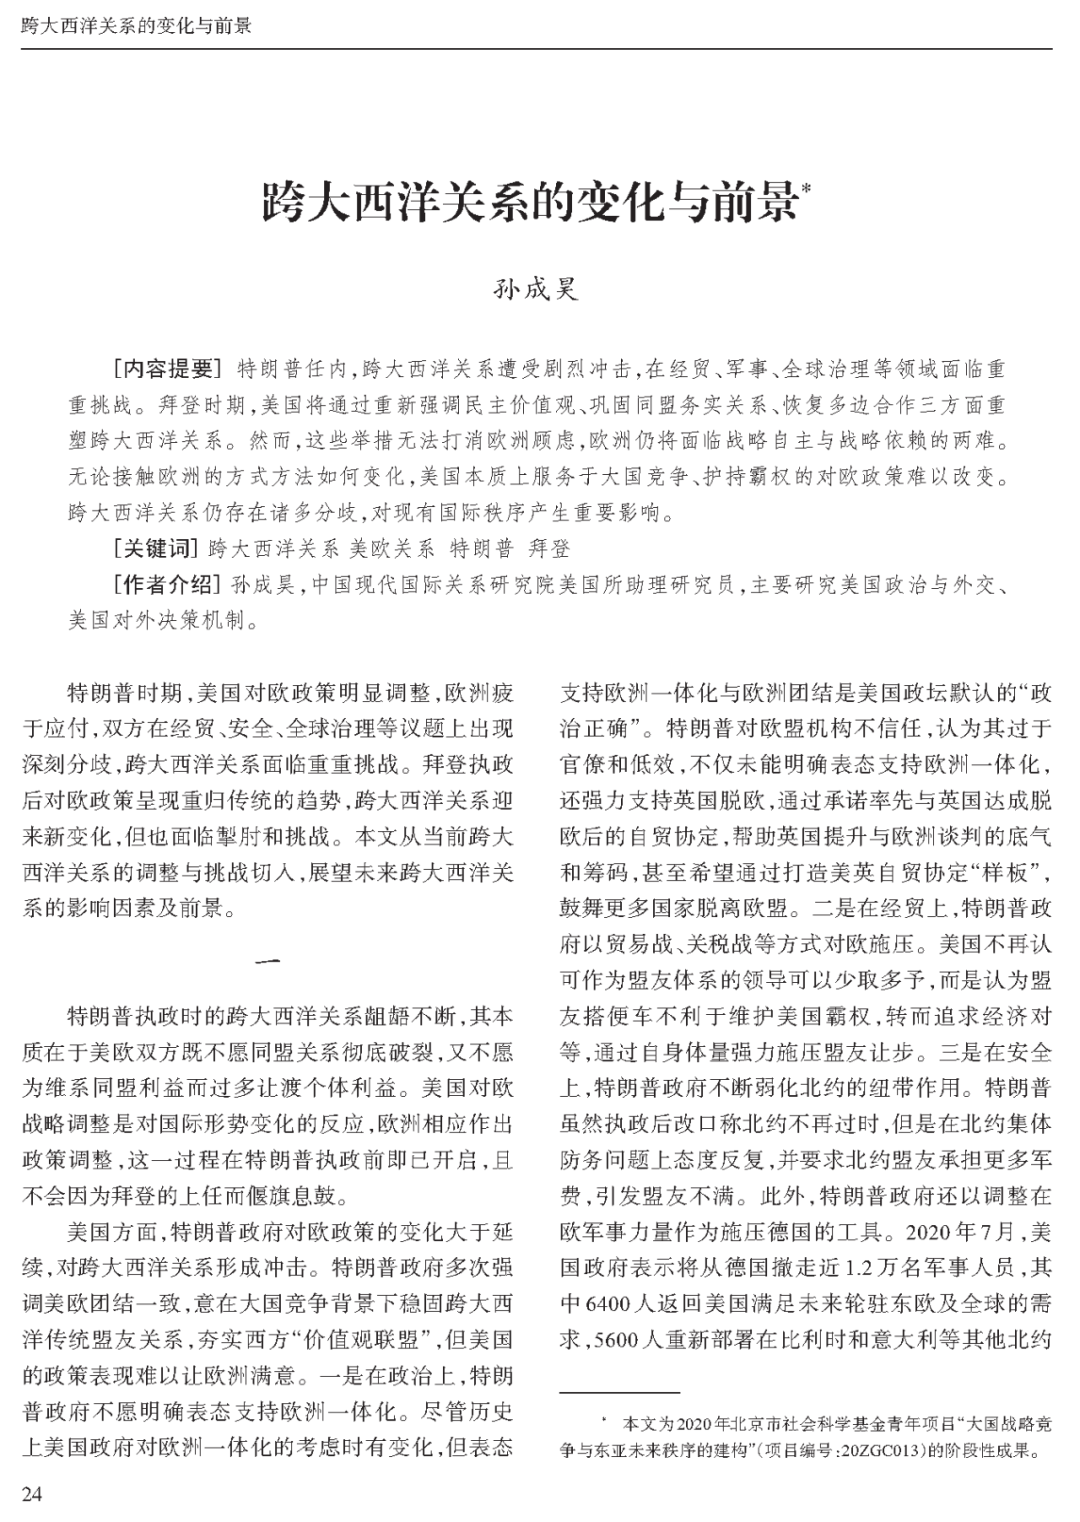 跨大西洋关系的变化与前景
跨大西洋关系的变化与前景*
孙成昊
[内容提要] 特朗普任内,跨大西洋关系遭受剧烈冲击,在经贸、军事、全球治理等领域面临重
重挑战。拜登时期,美国将通过重新强调民主价值观、巩固同盟务实关系、恢复多边合作三方面重
塑跨大西洋关系。然而,这些举措无法打消欧洲顾虑,欧洲仍将面临战略自主与战略依赖的两难。
无论接触欧洲的方式方法如何变化,美国本质上服务于大国竞争、护持霸权的对欧政策难以改变。
跨大西洋关系仍存在诸多分歧,对现有国际秩序产生重要影响。
[关键词] 跨大西洋关系 美欧关系 特朗普 拜登
[作者介绍] 孙成昊,中国现代国际关系研究院美国所助理研究员,主要研究美国政治与外交、
美国对外决策机制。
特朗普时期,美国对欧政策明显调整,欧洲疲
于应付,双方在经贸、安全、全球治理等议题上出现
深刻分歧,跨大西洋关系面临重重挑战。拜登执政
后对欧政策呈现重归传统的趋势,跨大西洋关系迎
来新变化,但也面临掣肘和挑战。本文从当前跨大
西洋关系的调整与挑战切入,展望未来跨大西洋关
系的影响因素及前景。
一
特朗普执政时的跨大西洋关系龃龉不断,其本
质在于美欧双方既不愿同盟关系彻底破裂,又不愿
为维系同盟利益而过多让渡个体利益。美国对欧
战略调整是对国际形势变化的反应,欧洲相应作出
政策调整,这一过程在特朗普执政前即已开启,且
不会因为拜登的上任而偃旗息鼓。
美国方面,特朗普政府对欧政策的变化大于延
续,对跨大西洋关系形成冲击。特朗普政府多次强
调美欧团结一致,意在大国竞争背景下稳固跨大西
洋传统盟友关系,夯实西方“价值观联盟”,但美国
的政策表现难以让欧洲满意。一是在政治上,特朗
普政府不愿明确表态支持欧洲一体化。尽管历史
上美国政府对欧洲一体化的考虑时有变化,但表态
支持欧洲一体化与欧洲团结是美国政坛默认的“政
治正确”。特朗普对欧盟机构不信任,认为其过于
官僚和低效,不仅未能明确表态支持欧洲一体化,
还强力支持英国脱欧,通过承诺率先与英国达成脱
欧后的自贸协定,帮助英国提升与欧洲谈判的底气
和筹码,甚至希望通过打造美英自贸协定“样板”,
鼓舞更多国家脱离欧盟。二是在经贸上,特朗普政
府以贸易战、关税战等方式对欧施压。美国不再认
可作为盟友体系的领导可以少取多予,而是认为盟
友搭便车不利于维护美国霸权,转而追求经济对
等,通过自身体量强力施压盟友让步。三是在安全
上,特朗普政府不断弱化北约的纽带作用。特朗普
虽然执政后改口称北约不再过时,但是在北约集体
防务问题上态度反复,并要求北约盟友承担更多军
费,引发盟友不满。此外,特朗普政府还以调整在
欧军事力量作为施压德国的工具。2020年7月,美
国政府表示将从德国撤走近1.2万名军事人员,其
中6400人返回美国满足未来轮驻东欧及全球的需
求,5600人重新部署在比利时和意大利等其他北约
* 本文为2020年北京市社会科学基金青年项目“大国战略竞
争与东亚未来秩序的建构”(项目编号:20ZGC013)的阶段性成果。
24